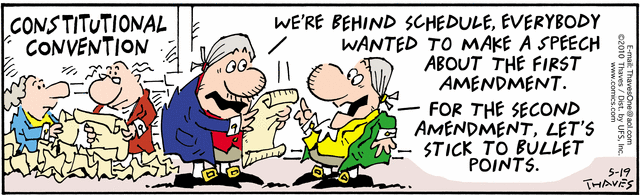 CONSTITUTIONAL
CONVENTION
WE'RE BEHIND SCHEDULE, EVERYBODY
WANTED TO MAKE A SPEECH
ABOUT THE FIRST
AMENDMENT.
FOR THE SECOND
AMENDMENT, LET'S
STICK TO BULLET
POINTS.
E-mail: ThavesOne@aol.com
©2010 Thaves / Dist. by UFS, Inc.
www.comics.com
5-19
THAVES